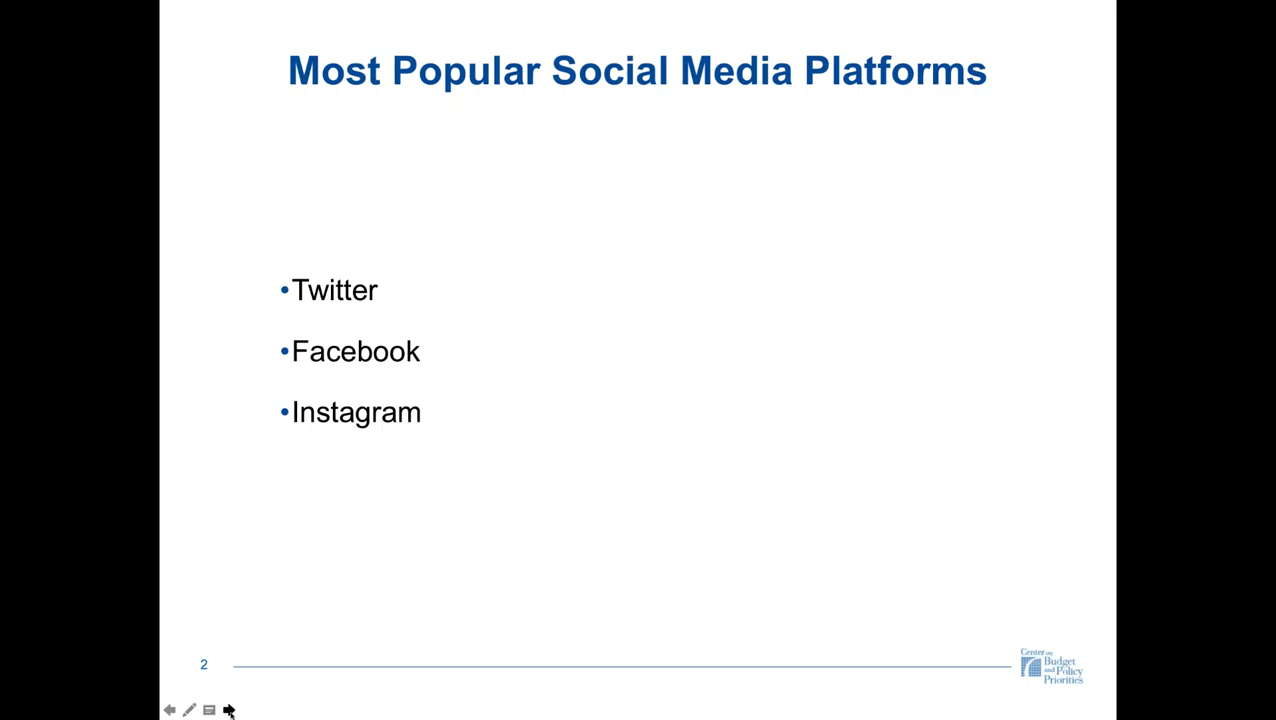 Most Popular Social Media Platforms
•Twitter
•Facebook
•Instagram
2
Center on
Budget
and Policy
Priorities